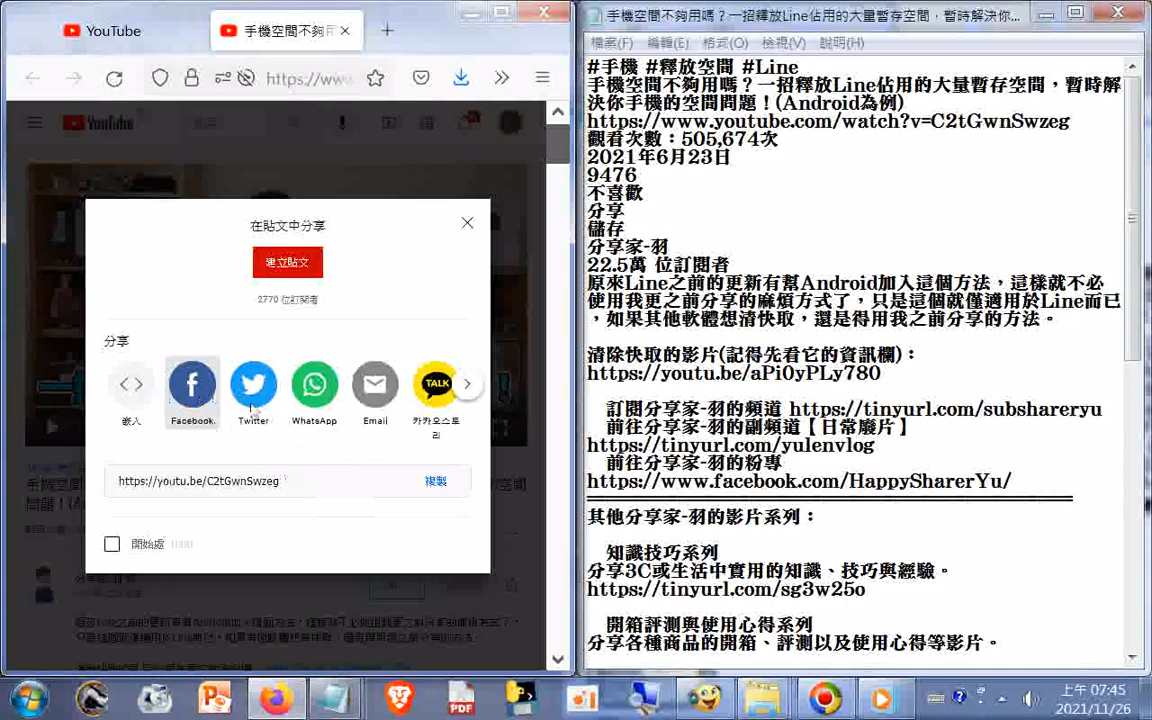 YouTube
手機空間不夠用
https://www.
YouTube
在貼文中分享
建立貼文
2770 位訂閱者
分享
嵌入
Facebook
Twitter
WhatsApp
Email
카카오스토리
TALK
https://youtu.be/C2tGwnSwzeg
複製
開始處
手機空間不夠用嗎？一招釋放Line佔用的大量暫存空間，暫時解決你...
檔案(F) 編輯(E) 格式(O) 檢視(V) 說明(H)
#手機 #釋放空間 #Line
手機空間不夠用嗎？一招釋放Line佔用的大量暫存空間，暫時解
決你手機的空間問題！(Android為例)
https://www.youtube.com/watch?v=C2tGwnSwzeg
觀看次數：505,674次
2021年6月23日
9476
不喜歡
分享
儲存
分享家-羽
22.5萬 位訂閱者
原來Line之前的更新有幫Android加入這個方法，這樣就不必
使用我更之前分享的麻煩方式了，只是這個就僅適用於Line而已
，如果其他軟體想清快取，還是得用我之前分享的方法。
清除快取的影片(記得先看它的資訊欄)：
https://youtu.be/aPi0yPLy780
訂閱分享家-羽的頻道 https://tinyurl.com/subshareryu
前往分享家-羽的副頻道【日常廢片】
https://tinyurl.com/yulenvlog
前往分享家-羽的粉專
https://www.facebook.com/HappySharerYu/
其他分享家-羽的影片系列：
知識技巧系列
分享3C或生活中實用的知識、技巧與經驗。
https://tinyurl.com/sg3w25o
開箱評測與使用心得系列
分享各種商品的開箱、評測以及使用心得等影片。
PDF
上午 07:45
2021/11/26